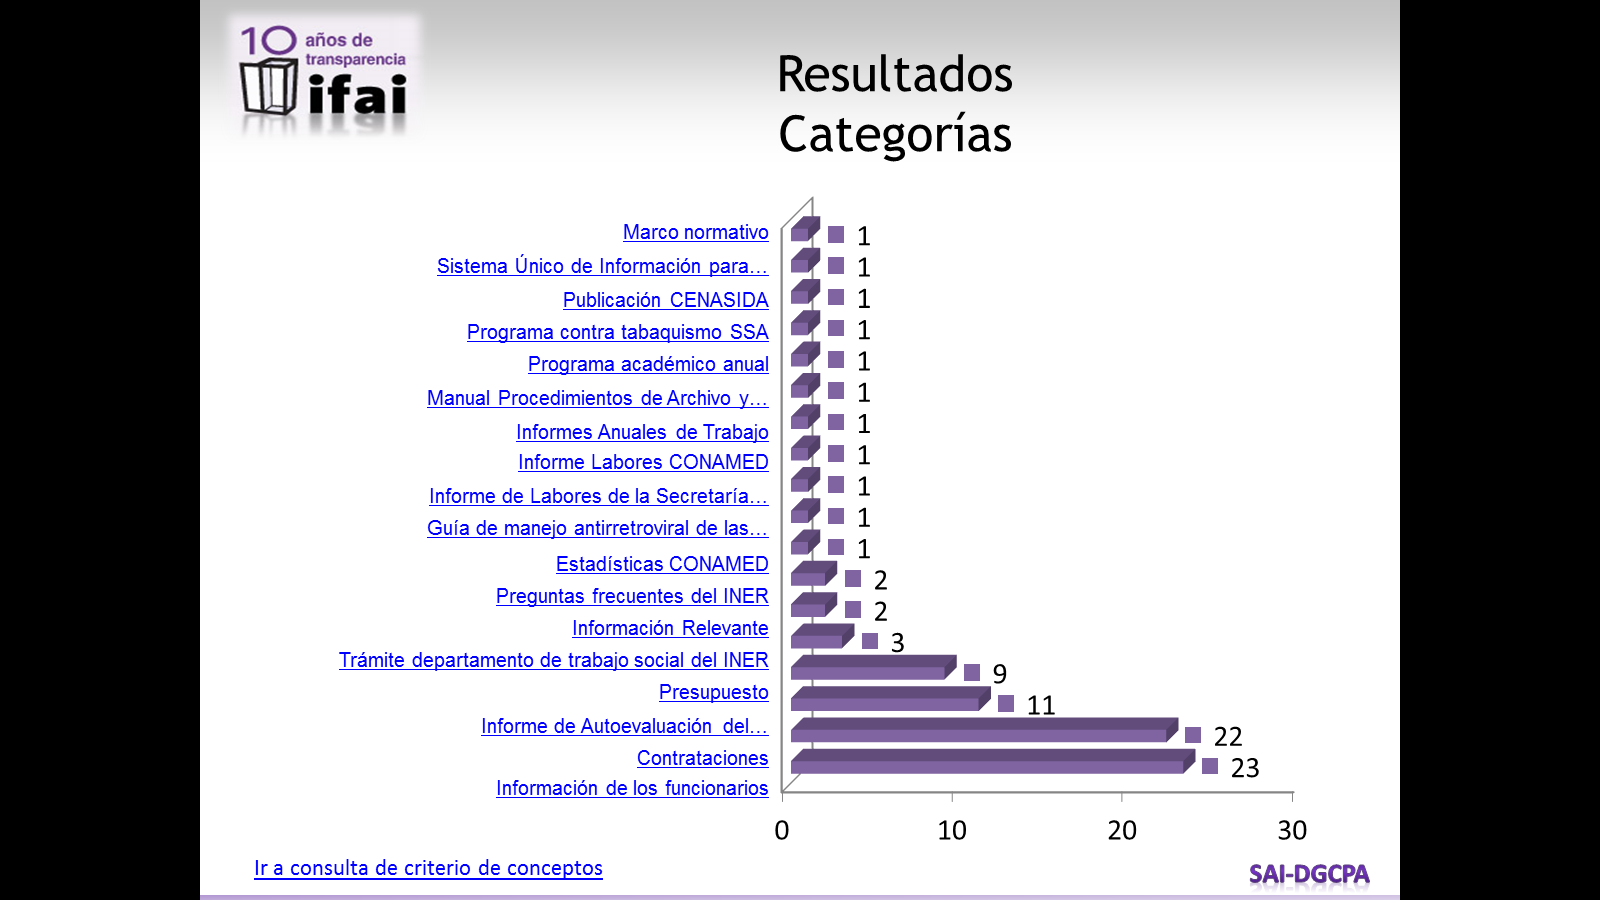 10 años de
transparencia
ifai
Resultados
Categorías
Marco normativo
1
Sistema Único de Información para…
1
Publicación CENASIDA
1
Programa contra tabaquismo SSA
1
Programa académico anual
1
Manual Procedimientos de Archivo y…
1
Informes Anuales de Trabajo
1
Informe Labores CONAMED
1
Informe de Labores de la Secretaría…
1
Guía de manejo antirretroviral de las…
1
Estadísticas CONAMED
1
Preguntas frecuentes del INER
2
Información Relevante
2
Trámite departamento de trabajo social del INER
3
Presupuesto
9
Informe de Autoevaluación del…
11
Contrataciones
22
Información de los funcionarios
23
0 10 20 30
Ir a consulta de criterio de conceptos
SAI-DGCPA